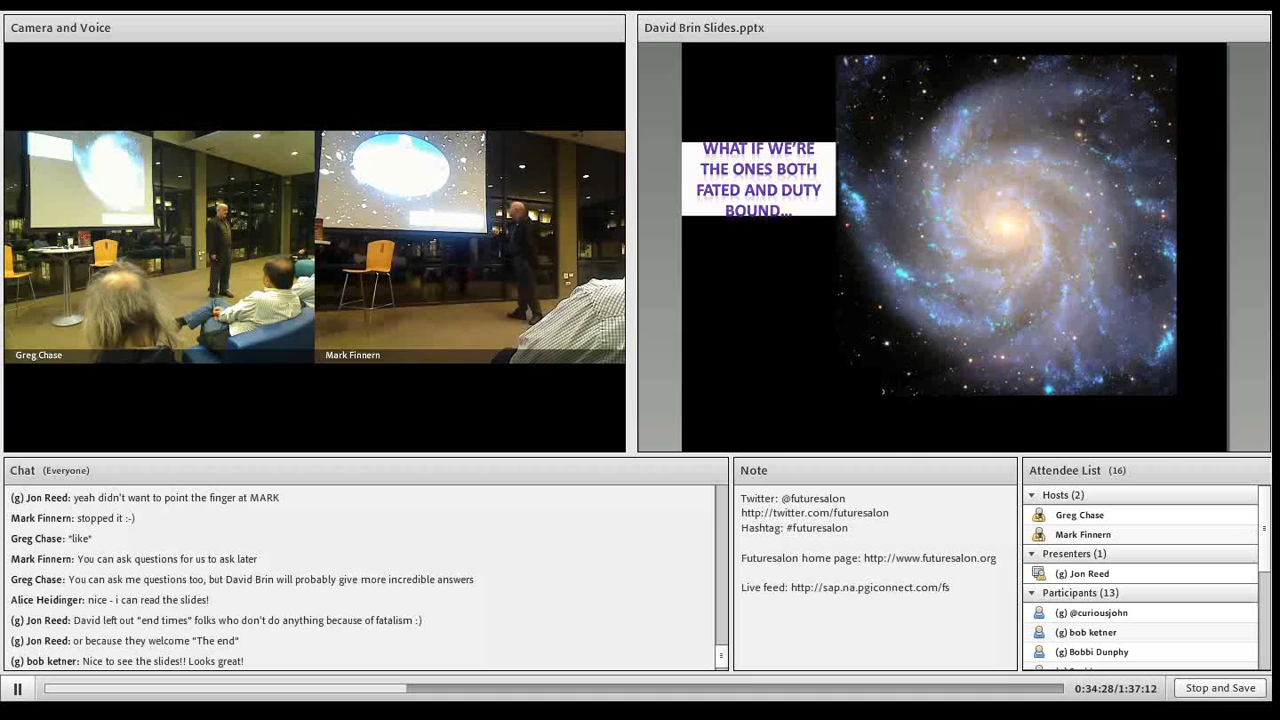 Camera and Voice
Greg Chase
Mark Finnern
David Brin Slides.pptx
WHAT IF WE'RE
THE ONES BOTH
FATED AND DUTY
BOUND...
Chat (Everyone)
(g) Jon Reed: yeah didn't want to point the finger at MARK
Mark Finnern: stopped it :-)
Greg Chase: *like*
Mark Finnern: You can ask questions for us to ask later
Greg Chase: You can ask me questions too, but David Brin will probably give more incredible answers
Alice Heidinger: nice - i can read the slides!
(g) Jon Reed: David left out "end times" folks who don't do anything because of fatalism :)
(g) Jon Reed: or because they welcome "The end"
(g) bob ketner: Nice to see the slides!! Looks great!
Note
Twitter: @futuresalon
http://twitter.com/futuresalon
Hashtag: #futuresalon
Futuresalon home page: http://www.futuresalon.org
Live feed: http://sap.na.pgiconnect.com/fs
Attendee List (16)
Hosts (2)
Greg Chase
Mark Finnern
Presenters (1)
(g) Jon Reed
Participants (13)
(g) @curiousjohn
(g) bob ketner
(g) Bobbi Dunphy
0:34:28/1:37:12
Stop and Save